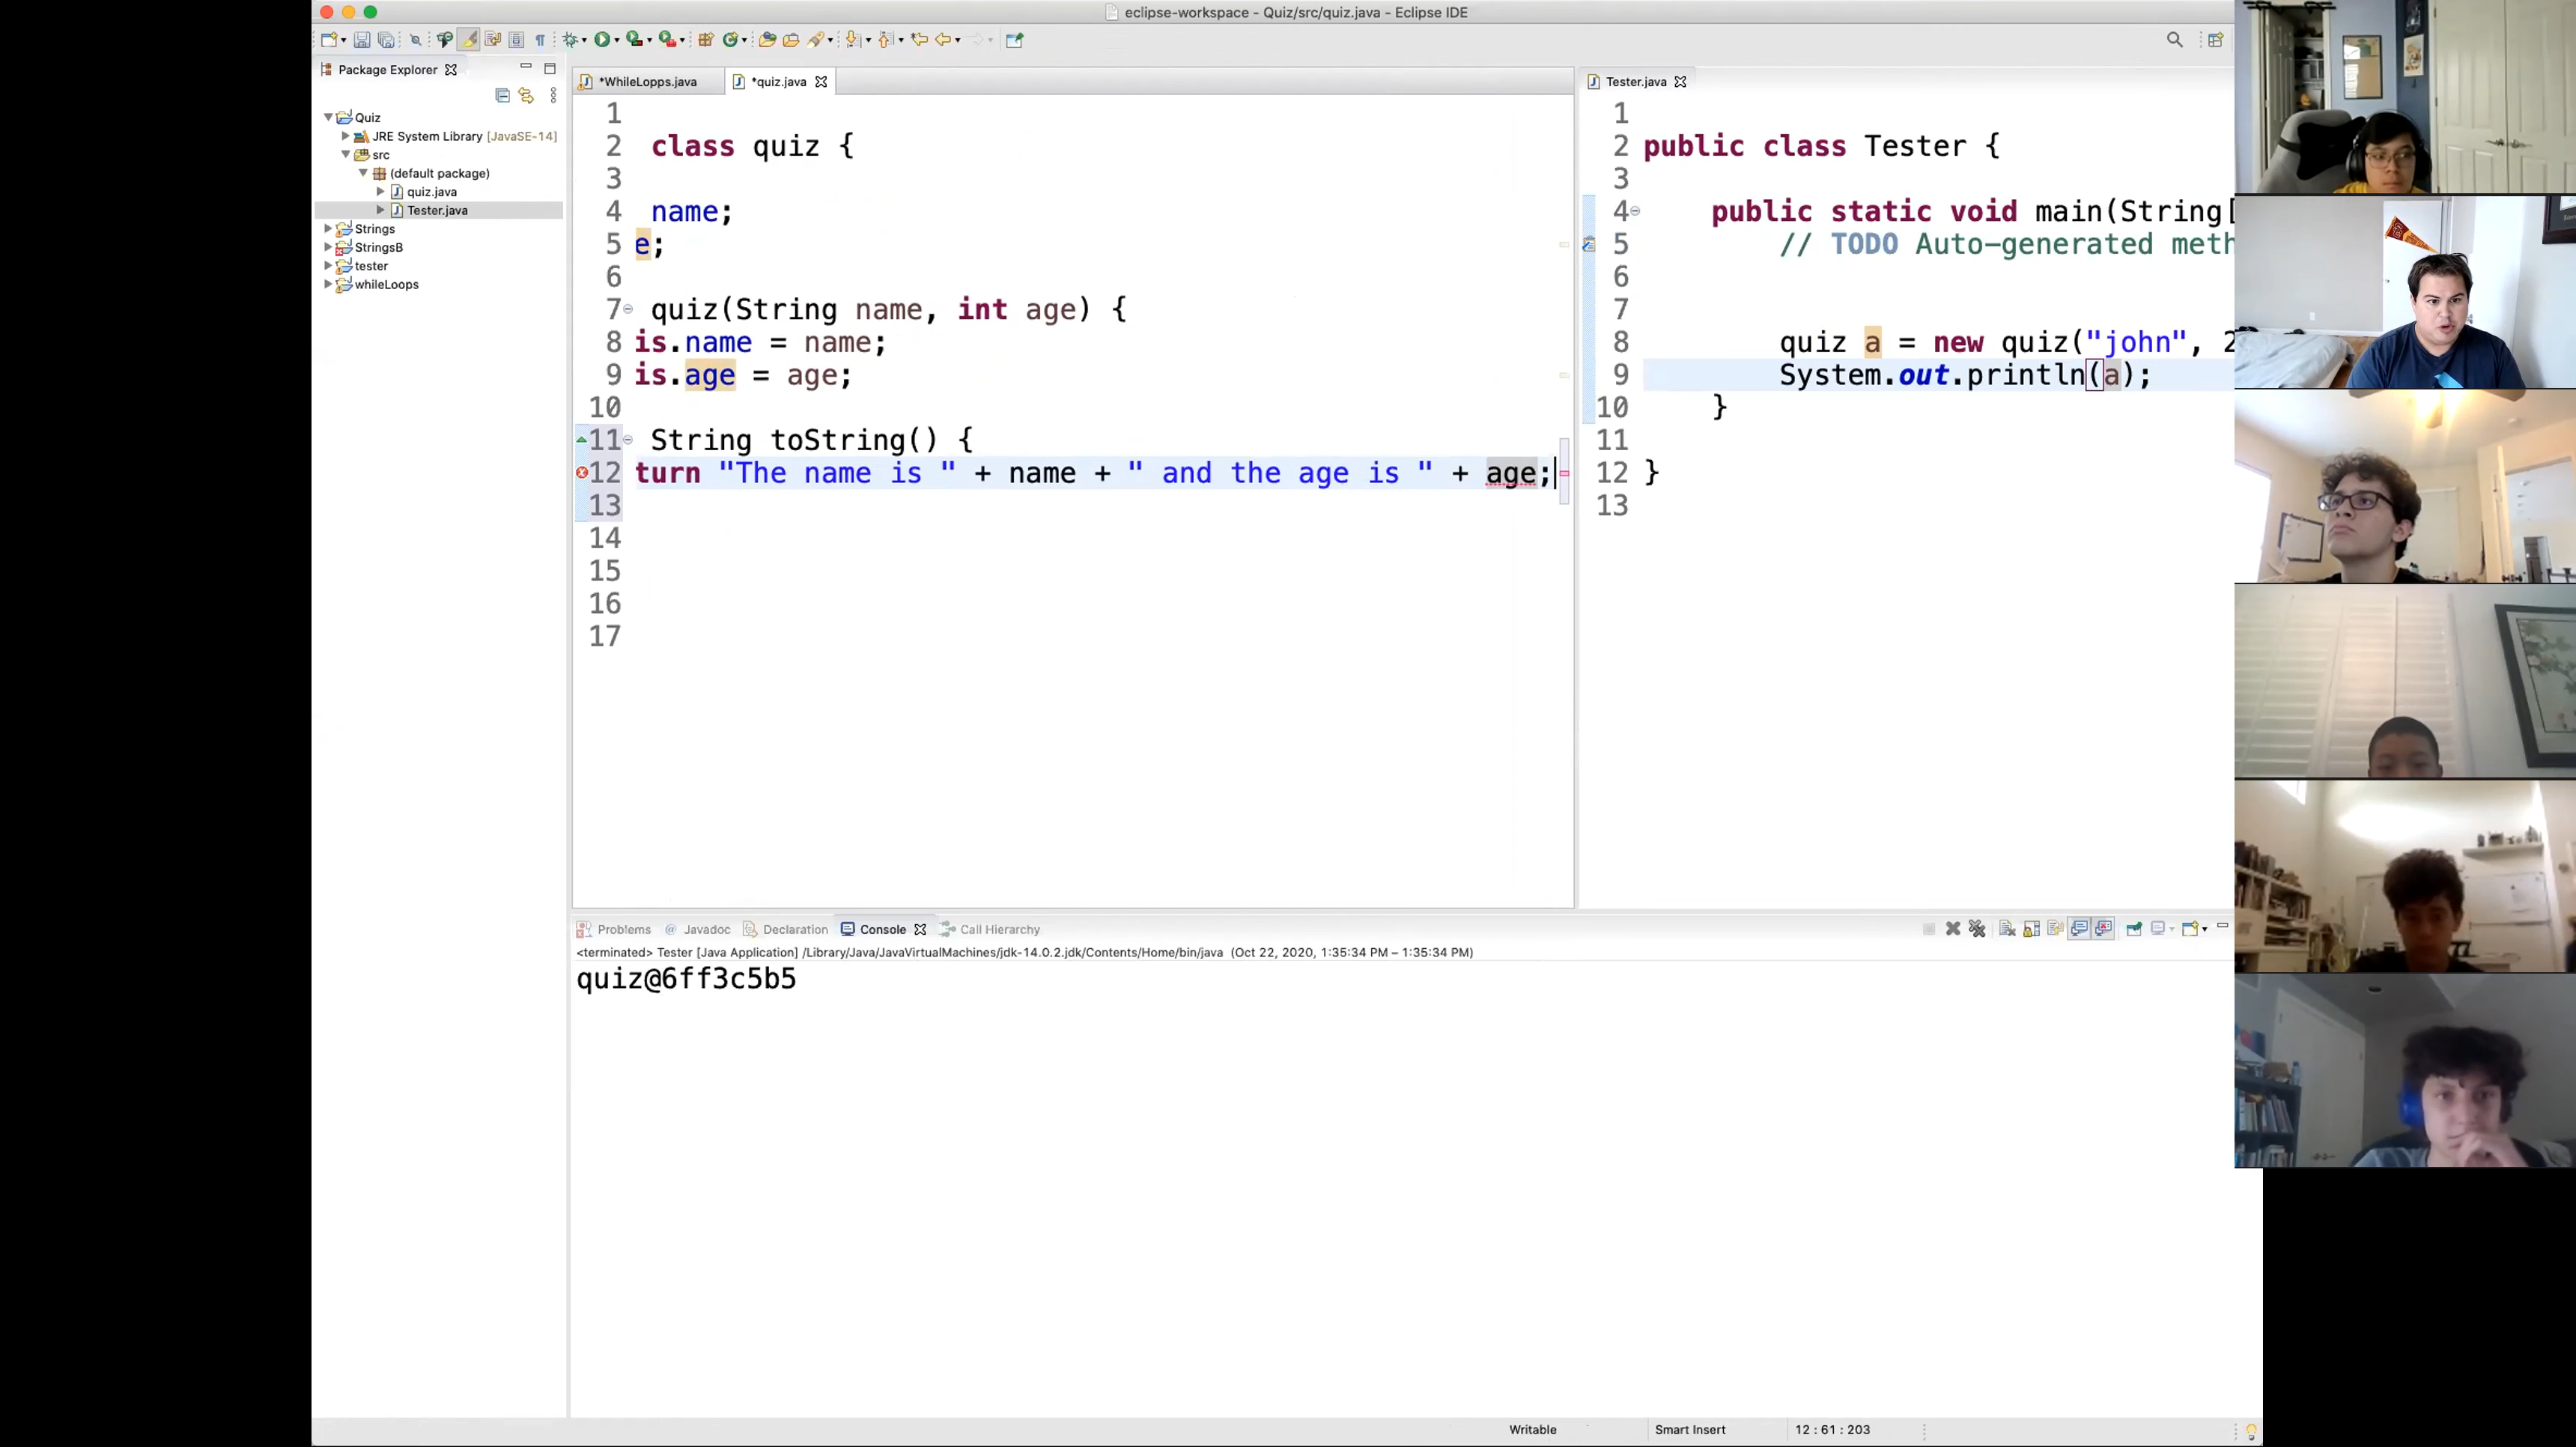 eclipse-workspace - Quiz/src/quiz.java - Eclipse IDE
Package Explorer
Quiz
JRE System Library [JavaSE-14]
src
(default package)
quiz.java
Tester.java
Strings
StringsB
tester
whileLoops
*WhileLopps.java
*quiz.java
1
2 class quiz {
3
4 name;
5 e;
6
7 quiz(String name, int age) {
8 is.name = name;
9 is.age = age;
10
11 String toString() {
12 turn "The name is " + name + " and the age is " + age;
13
14
15
16
17
Tester.java
1
2 public class Tester {
3
4 public static void main(String[
5 // TODO Auto-generated meth
6
7
8 quiz a = new quiz("john", 2
9 System.out.println(a);
10 }
11
12 }
13
Problems @ Javadoc Declaration Console Call Hierarchy
<terminated> Tester [Java Application] /Library/Java/JavaVirtualMachines/jdk-14.0.2.jdk/Contents/Home/bin/java (Oct 22, 2020, 1:35:34 PM – 1:35:34 PM)
quiz@6ff3c5b5
Writable Smart Insert 12 : 61 : 203